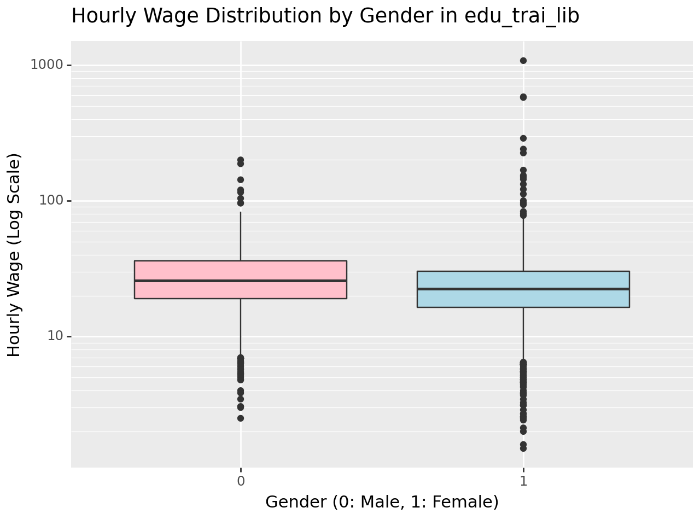 Hourly Wage Distribution by Gender in edu_trai_lib
Hourly Wage (Log Scale)
1000
100
10
0
1
Gender (0: Male, 1: Female)